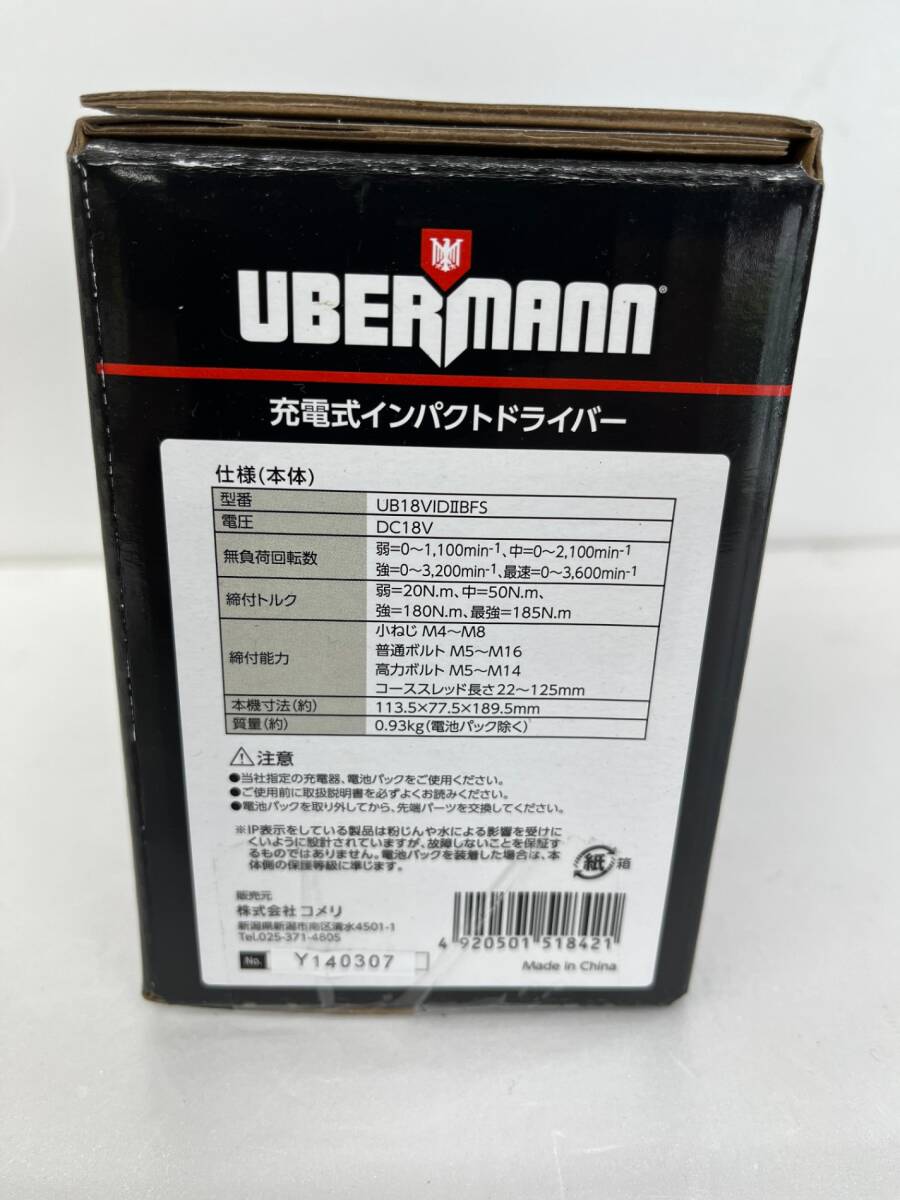 UBERMANN®
充電式インパクトドライバー
仕様(本体)
型番 UB18VIDⅡBFS
電圧 DC18V
無負荷回転数 弱=0〜1,100min-1、中=0〜2,100min-1
強=0〜3,200min-1、最速=0〜3,600min-1
締付トルク 弱=20N.m、中=50N.m、
強=180N.m、最強=185N.m
締付能力 小ねじ M4〜M8
普通ボルト M5〜M16
高力ボルト M5〜M14
コーススレッド長さ22〜125mm
本機寸法(約) 113.5×77.5×189.5mm
質量(約) 0.93kg(電池パック除く)
⚠注意
●当社指定の充電器、電池パックをご使用ください。
●ご使用前に取扱説明書を必ずよくお読みください。
●電池パックを取り外してから、先端パーツを交換してください。
※IP表示をしている製品は粉じんや水による影響を受けに
くいように設計されていますが、故障しないことを保証す
るものではありません。電池パックを装着した場合は、本
体側の保護等級に準じます。
紙 箱
販売元
株式会社 コメリ
新潟県新潟市南区清水4501-1
Tel.025-371-4805
4 920501 518421
No. Y140307
Made in China